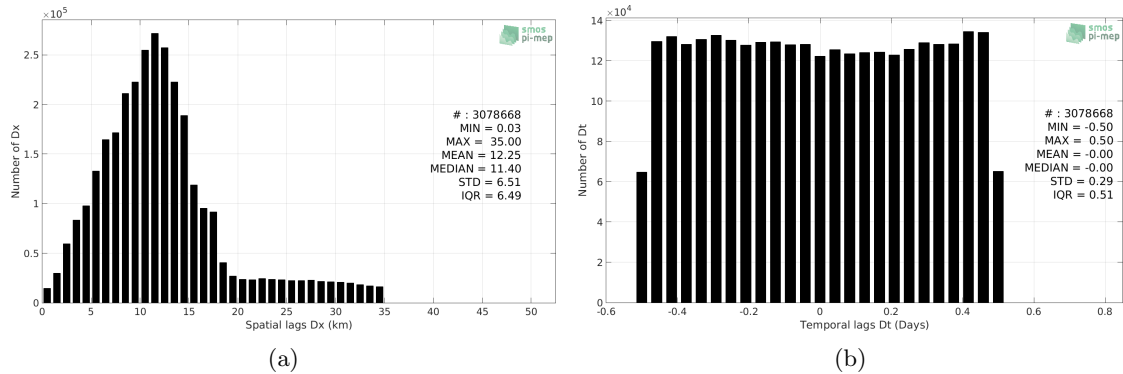 ×10⁵
2.5
2
1.5
1
0.5
0
0
5
10
15
20
25
30
35
40
45
50
Number of Dx
Spatial lags Dx (km)
smos
pi-mep
# : 3078668
MIN = 0.03
MAX = 35.00
MEAN = 12.25
MEDIAN = 11.40
STD = 6.51
IQR = 6.49
(a)
×10⁴
14
12
10
8
6
4
2
0
-0.6
-0.4
-0.2
0
0.2
0.4
0.6
0.8
Number of Dt
Temporal lags Dt (Days)
smos
pi-mep
# : 3078668
MIN = -0.50
MAX = 0.50
MEAN = -0.00
MEDIAN = -0.00
STD = 0.29
IQR = 0.51
(b)